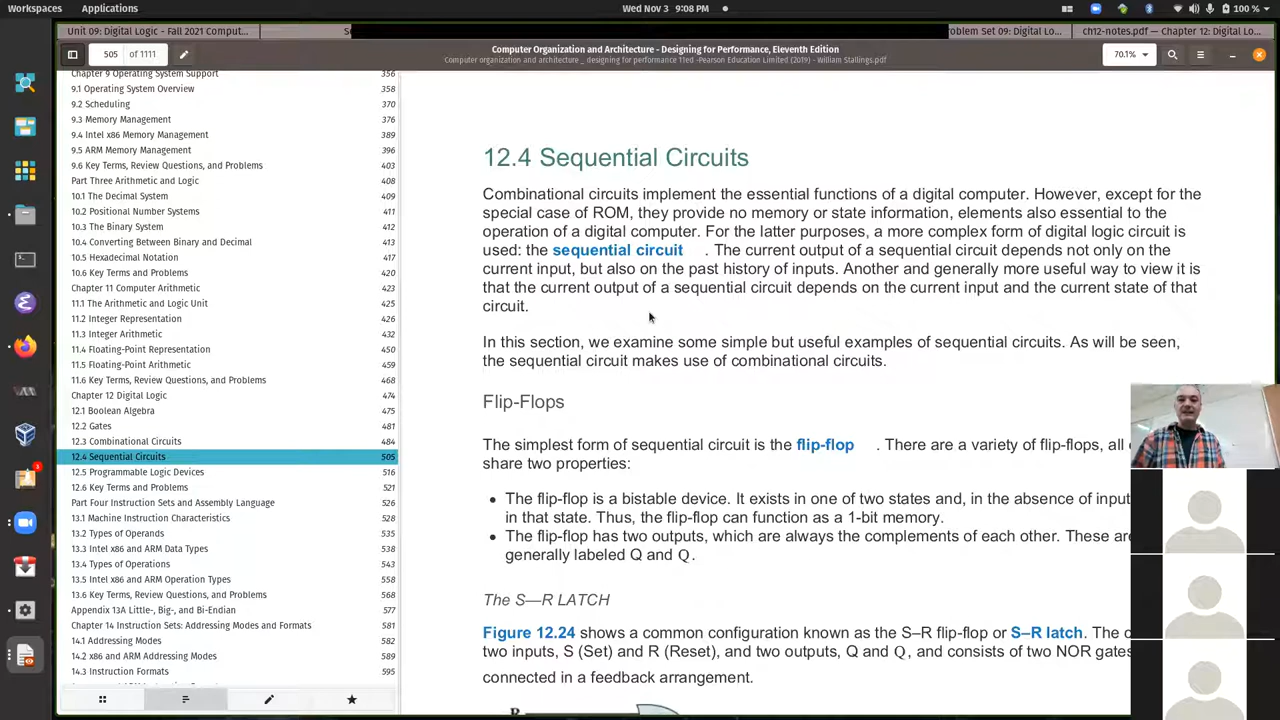 Workspaces Applications Wed Nov 3 9:08 PM 100 %
Unit 09: Digital Logic - Fall 2021 Comput... oblem Set 09: Digital Lo... ch12-notes.pdf — Chapter 12: Digital Lo...
505 of 1111 Computer Organization and Architecture - Designing for Performance, Eleventh Edition 70.1%
Computer organization and architecture _ designing for performance 11ed -Pearson Education Limited (2019) - William Stallings.pdf
Chapter 9 Operating System Support 356
9.1 Operating System Overview 358
9.2 Scheduling 370
9.3 Memory Management 376
9.4 Intel x86 Memory Management 389
9.5 ARM Memory Management 396
9.6 Key Terms, Review Questions, and Problems 403
Part Three Arithmetic and Logic 408
10.1 The Decimal System 409
10.2 Positional Number Systems 411
10.3 The Binary System 412
10.4 Converting Between Binary and Decimal 413
10.5 Hexadecimal Notation 417
10.6 Key Terms and Problems 420
Chapter 11 Computer Arithmetic 423
11.1 The Arithmetic and Logic Unit 425
11.2 Integer Representation 426
11.3 Integer Arithmetic 432
11.4 Floating-Point Representation 450
11.5 Floating-Point Arithmetic 459
11.6 Key Terms, Review Questions, and Problems 468
Chapter 12 Digital Logic 474
12.1 Boolean Algebra 475
12.2 Gates 481
12.3 Combinational Circuits 484
12.4 Sequential Circuits 505
12.5 Programmable Logic Devices 516
12.6 Key Terms and Problems 521
Part Four Instruction Sets and Assembly Language 526
13.1 Machine Instruction Characteristics 528
13.2 Types of Operands 535
13.3 Intel x86 and ARM Data Types 538
13.4 Types of Operations 543
13.5 Intel x86 and ARM Operation Types 558
13.6 Key Terms, Review Questions, and Problems 568
Appendix 13A Little-, Big-, and Bi-Endian 577
Chapter 14 Instruction Sets: Addressing Modes and Formats 581
14.1 Addressing Modes 582
14.2 x86 and ARM Addressing Modes 589
14.3 Instruction Formats 595
12.4 Sequential Circuits
Combinational circuits implement the essential functions of a digital computer. However, except for the
special case of ROM, they provide no memory or state information, elements also essential to the
operation of a digital computer. For the latter purposes, a more complex form of digital logic circuit is
used: the sequential circuit . The current output of a sequential circuit depends not only on the
current input, but also on the past history of inputs. Another and generally more useful way to view it is
that the current output of a sequential circuit depends on the current input and the current state of that
circuit.
In this section, we examine some simple but useful examples of sequential circuits. As will be seen,
the sequential circuit makes use of combinational circuits.
Flip-Flops
The simplest form of sequential circuit is the flip-flop . There are a variety of flip-flops, all
share two properties:
• The flip-flop is a bistable device. It exists in one of two states and, in the absence of input
in that state. Thus, the flip-flop can function as a 1-bit memory.
• The flip-flop has two outputs, which are always the complements of each other. These are
generally labeled Q and Q.
The S—R LATCH
Figure 12.24 shows a common configuration known as the S–R flip-flop or S–R latch. The
two inputs, S (Set) and R (Reset), and two outputs, Q and Q, and consists of two NOR gates
connected in a feedback arrangement.
R